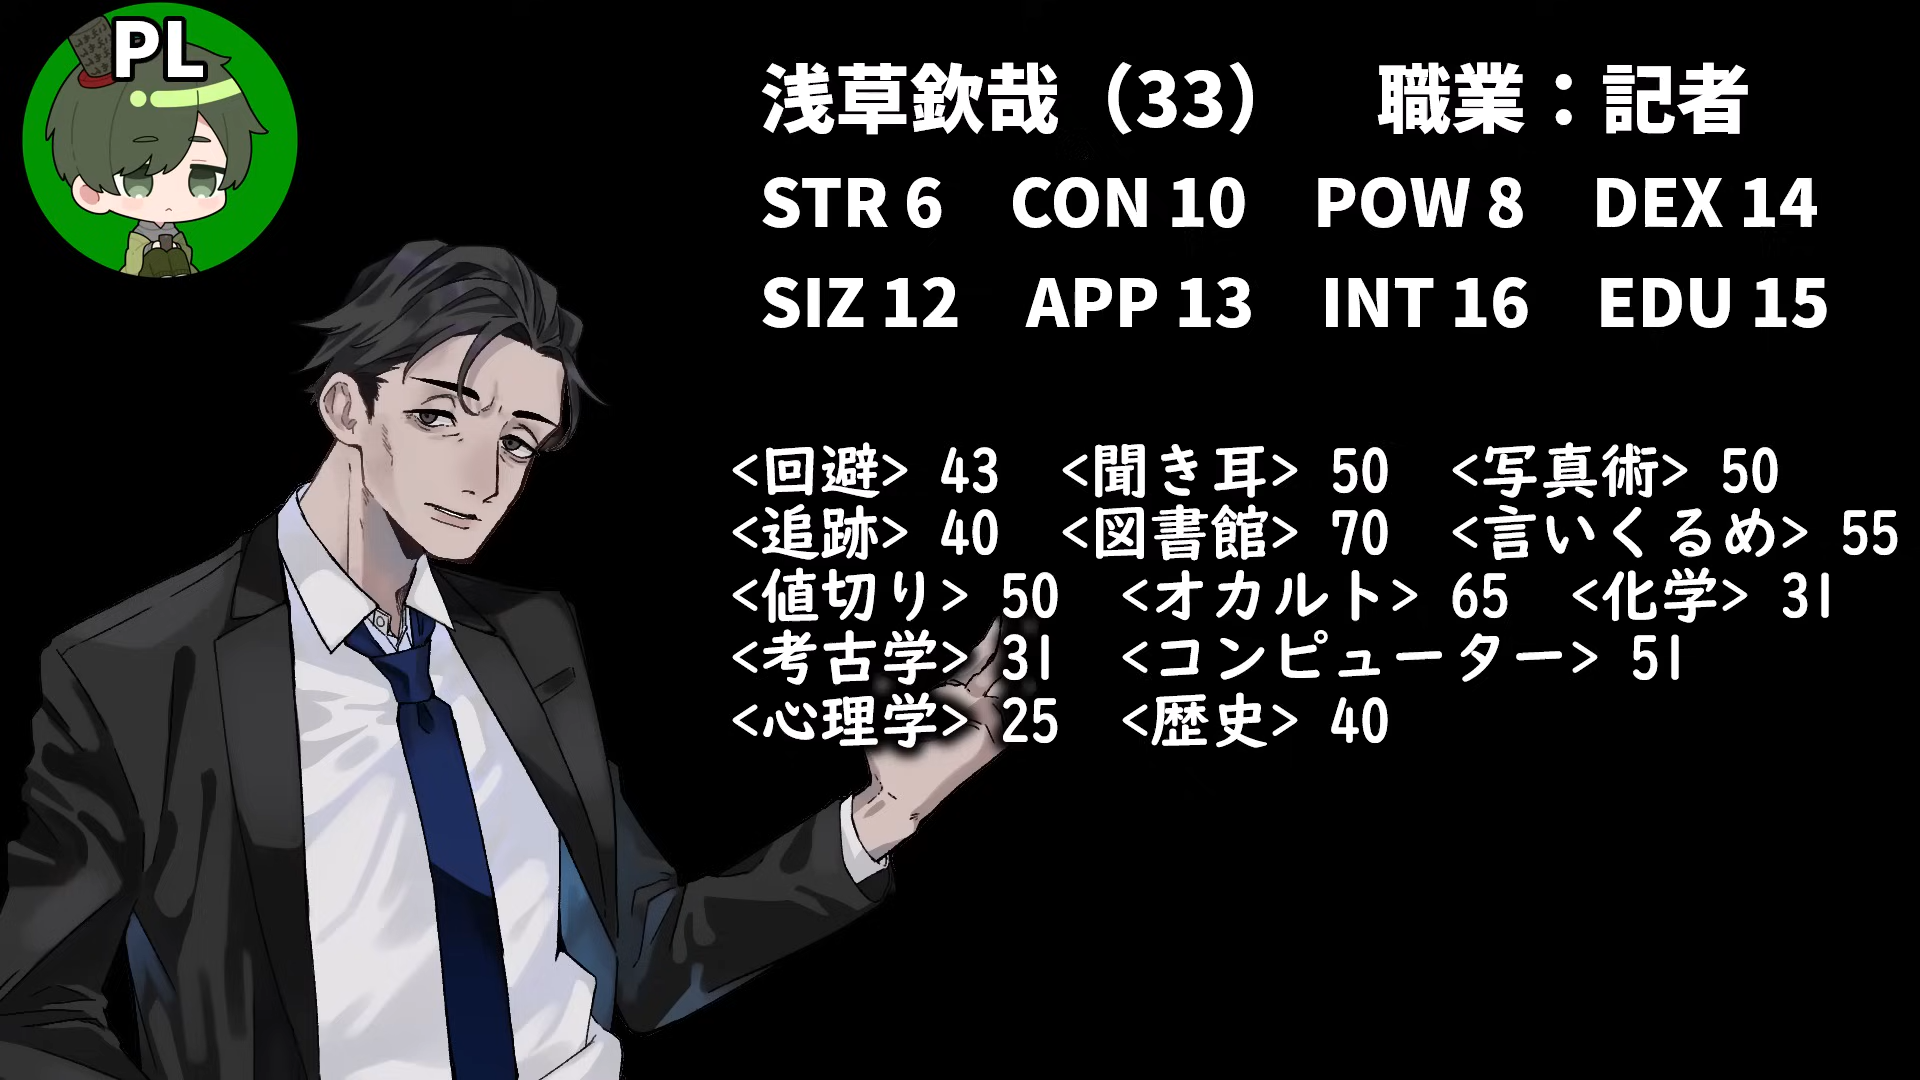 PL
浅草欽哉（33）　職業：記者
STR 6　CON 10　POW 8　DEX 14
SIZ 12　APP 13　INT 16　EDU 15
<回避> 43　<聞き耳> 50　<写真術> 50
<追跡> 40　<図書館> 70　<言いくるめ> 55
<値切り> 50　<オカルト> 65　<化学> 31
<考古学> 31　<コンピューター> 51
<心理学> 25　<歴史> 40